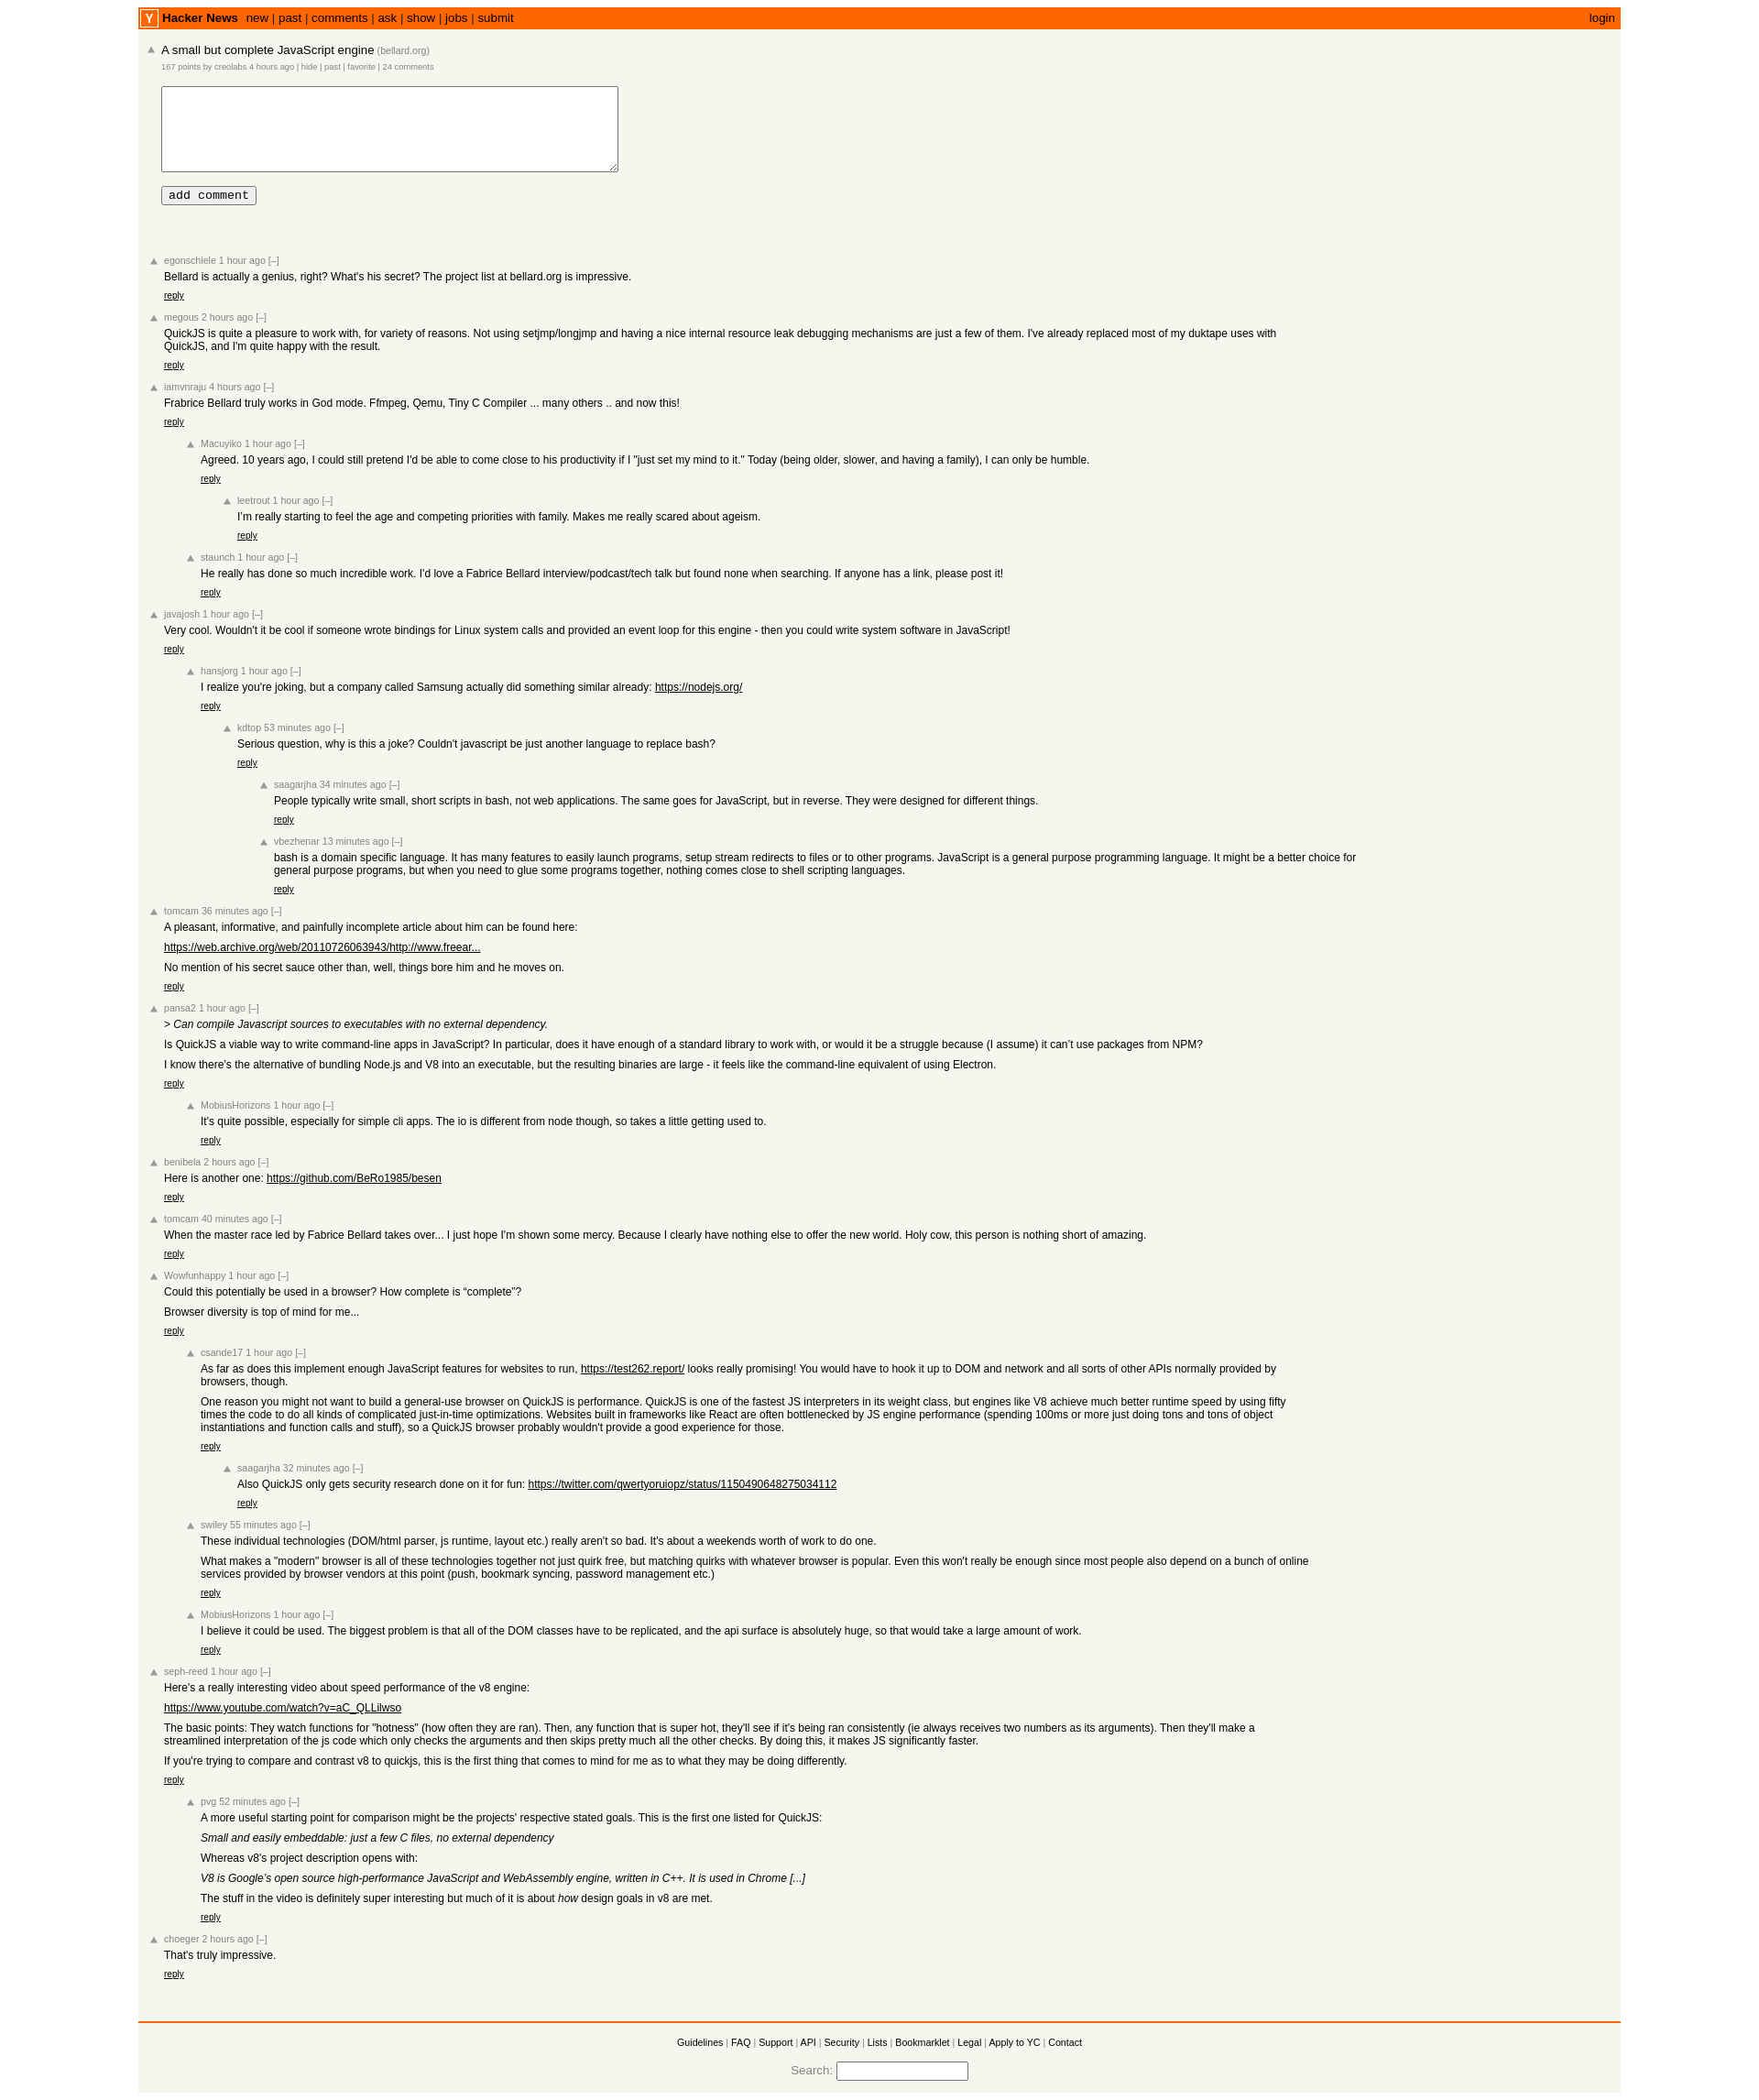 Y Hacker News new | past | comments | ask | show | jobs | submit login
A small but complete JavaScript engine (bellard.org)
167 points by creolabs 4 hours ago | hide | past | favorite | 24 comments
add comment
egonschiele 1 hour ago [–]
Bellard is actually a genius, right? What's his secret? The project list at bellard.org is impressive.
reply
megous 2 hours ago [–]
QuickJS is quite a pleasure to work with, for variety of reasons. Not using setjmp/longjmp and having a nice internal resource leak debugging mechanisms are just a few of them. I've already replaced most of my duktape uses with
QuickJS, and I'm quite happy with the result.
reply
iamvnraju 4 hours ago [–]
Frabrice Bellard truly works in God mode. Ffmpeg, Qemu, Tiny C Compiler ... many others .. and now this!
reply
Macuyiko 1 hour ago [–]
Agreed. 10 years ago, I could still pretend I'd be able to come close to his productivity if I "just set my mind to it." Today (being older, slower, and having a family), I can only be humble.
reply
leetrout 1 hour ago [–]
I'm really starting to feel the age and competing priorities with family. Makes me really scared about ageism.
reply
staunch 1 hour ago [–]
He really has done so much incredible work. I'd love a Fabrice Bellard interview/podcast/tech talk but found none when searching. If anyone has a link, please post it!
reply
javajosh 1 hour ago [–]
Very cool. Wouldn't it be cool if someone wrote bindings for Linux system calls and provided an event loop for this engine - then you could write system software in JavaScript!
reply
hansjorg 1 hour ago [–]
I realize you're joking, but a company called Samsung actually did something similar already: https://nodejs.org/
reply
kdtop 53 minutes ago [–]
Serious question, why is this a joke? Couldn't javascript be just another language to replace bash?
reply
saagarjha 34 minutes ago [–]
People typically write small, short scripts in bash, not web applications. The same goes for JavaScript, but in reverse. They were designed for different things.
reply
vbezhenar 13 minutes ago [–]
bash is a domain specific language. It has many features to easily launch programs, setup stream redirects to files or to other programs. JavaScript is a general purpose programming language. It might be a better choice for
general purpose programs, but when you need to glue some programs together, nothing comes close to shell scripting languages.
reply
tomcam 36 minutes ago [–]
A pleasant, informative, and painfully incomplete article about him can be found here:
https://web.archive.org/web/20110726063943/http://www.freear...
No mention of his secret sauce other than, well, things bore him and he moves on.
reply
pansa2 1 hour ago [–]
> Can compile Javascript sources to executables with no external dependency.
Is QuickJS a viable way to write command-line apps in JavaScript? In particular, does it have enough of a standard library to work with, or would it be a struggle because (I assume) it can’t use packages from NPM?
I know there's the alternative of bundling Node.js and V8 into an executable, but the resulting binaries are large - it feels like the command-line equivalent of using Electron.
reply
MobiusHorizons 1 hour ago [–]
It's quite possible, especially for simple cli apps. The io is different from node though, so takes a little getting used to.
reply
benibela 2 hours ago [–]
Here is another one: https://github.com/BeRo1985/besen
reply
tomcam 40 minutes ago [–]
When the master race led by Fabrice Bellard takes over... I just hope I'm shown some mercy. Because I clearly have nothing else to offer the new world. Holy cow, this person is nothing short of amazing.
reply
Wowfunhappy 1 hour ago [–]
Could this potentially be used in a browser? How complete is “complete”?
Browser diversity is top of mind for me...
reply
csande17 1 hour ago [–]
As far as does this implement enough JavaScript features for websites to run, https://test262.report/ looks really promising! You would have to hook it up to DOM and network and all sorts of other APIs normally provided by
browsers, though.
One reason you might not want to build a general-use browser on QuickJS is performance. QuickJS is one of the fastest JS interpreters in its weight class, but engines like V8 achieve much better runtime speed by using fifty
times the code to do all kinds of complicated just-in-time optimizations. Websites built in frameworks like React are often bottlenecked by JS engine performance (spending 100ms or more just doing tons and tons of object
instantiations and function calls and stuff), so a QuickJS browser probably wouldn't provide a good experience for those.
reply
saagarjha 32 minutes ago [–]
Also QuickJS only gets security research done on it for fun: https://twitter.com/qwertyoruiopz/status/1150490648275034112
reply
swiley 55 minutes ago [–]
These individual technologies (DOM/html parser, js runtime, layout etc.) really aren't so bad. It's about a weekends worth of work to do one.
What makes a "modern" browser is all of these technologies together not just quirk free, but matching quirks with whatever browser is popular. Even this won't really be enough since most people also depend on a bunch of online
services provided by browser vendors at this point (push, bookmark syncing, password management etc.)
reply
MobiusHorizons 1 hour ago [–]
I believe it could be used. The biggest problem is that all of the DOM classes have to be replicated, and the api surface is absolutely huge, so that would take a large amount of work.
reply
seph-reed 1 hour ago [–]
Here's a really interesting video about speed performance of the v8 engine:
https://www.youtube.com/watch?v=aC_QLLilwso
The basic points: They watch functions for "hotness" (how often they are ran). Then, any function that is super hot, they'll see if it's being ran consistently (ie always receives two numbers as its arguments). Then they'll make a
streamlined interpretation of the js code which only checks the arguments and then skips pretty much all the other checks. By doing this, it makes JS significantly faster.
If you're trying to compare and contrast v8 to quickjs, this is the first thing that comes to mind for me as to what they may be doing differently.
reply
pvg 52 minutes ago [–]
A more useful starting point for comparison might be the projects' respective stated goals. This is the first one listed for QuickJS:
Small and easily embeddable: just a few C files, no external dependency
Whereas v8's project description opens with:
V8 is Google’s open source high-performance JavaScript and WebAssembly engine, written in C++. It is used in Chrome [...]
The stuff in the video is definitely super interesting but much of it is about how design goals in v8 are met.
reply
choeger 2 hours ago [–]
That's truly impressive.
reply
Guidelines | FAQ | Support | API | Security | Lists | Bookmarklet | Legal | Apply to YC | Contact
Search: